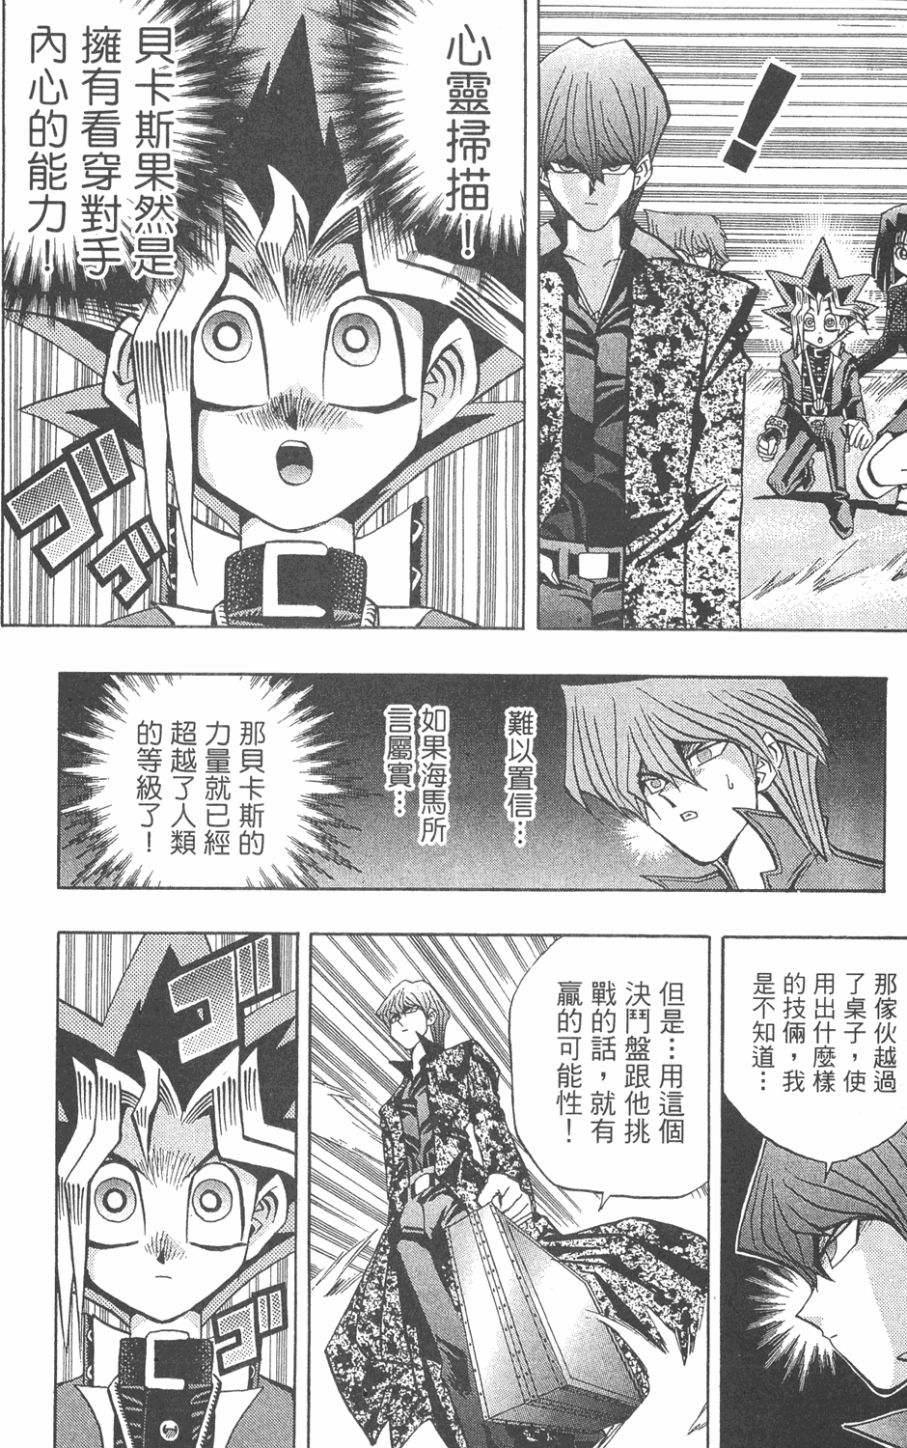 ！
心靈掃描！
貝卡斯果然是
擁有看穿對手
內心的能力！
ゴゴ
難以置信…
如果海馬所
言屬實…
那貝卡斯的
力量就已經
超越了人類
的等級了！
那傢伙越過
了桌子，使
用出什麼樣
的技倆，我
是不知道…
但是…用這個
決鬥盤跟他挑
戰的話，就有
贏的可能性！
ゴ
ゴ